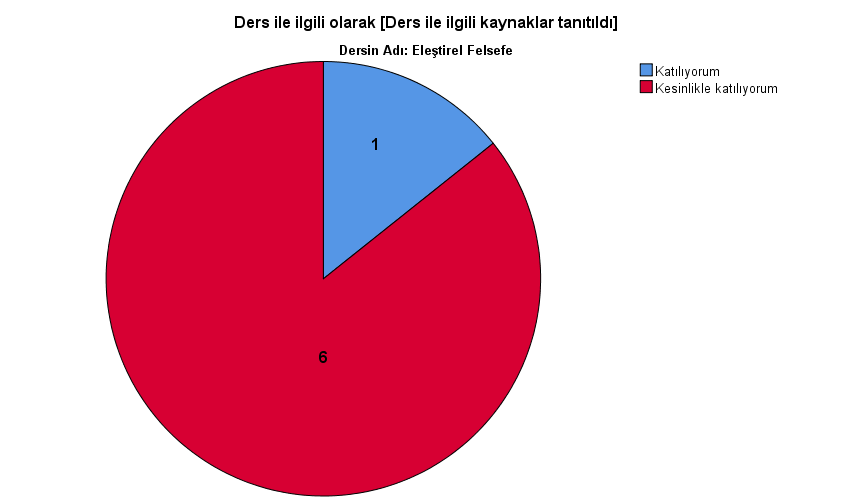 Ders ile ilgili olarak [Ders ile ilgili kaynaklar tanıtıldı]
Dersin Adı: Eleştirel Felsefe
Katılıyorum
Kesinlikle katılıyorum
1
6